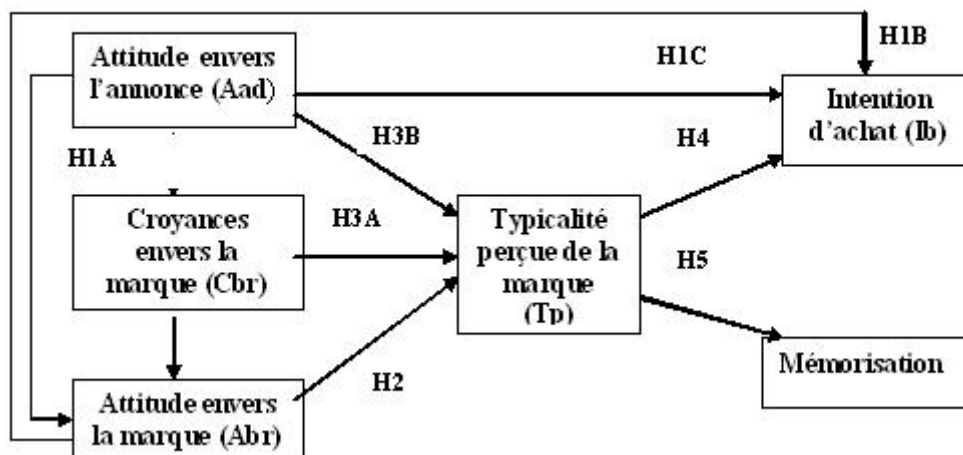 H1B
Attitude envers
l'annonce (Aad)
H1C
Intention
d'achat (Ib)
H3B
H4
H1A
Croyances
envers la
marque (Cbr)
H3A
Typicalité
perçue de la
marque
(Tp)
H5
Mémorisation
H2
Attitude envers
la marque (Abr)